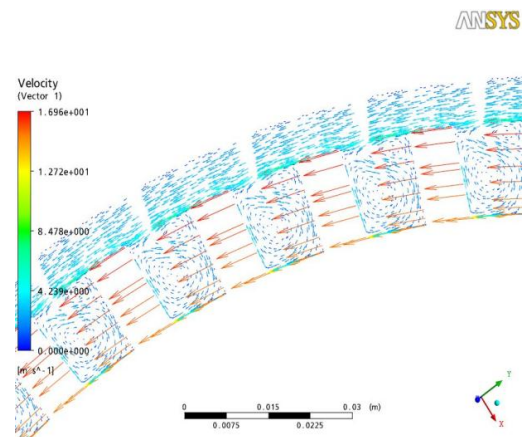 ANSYS
Velocity
(Vector 1)
1.696e+001
1.272e+001
8.478e+000
4.239e+000
0.000e+000
[m s^-1]
0 0.015 0.03 (m)
0.0075 0.0225
Y
X